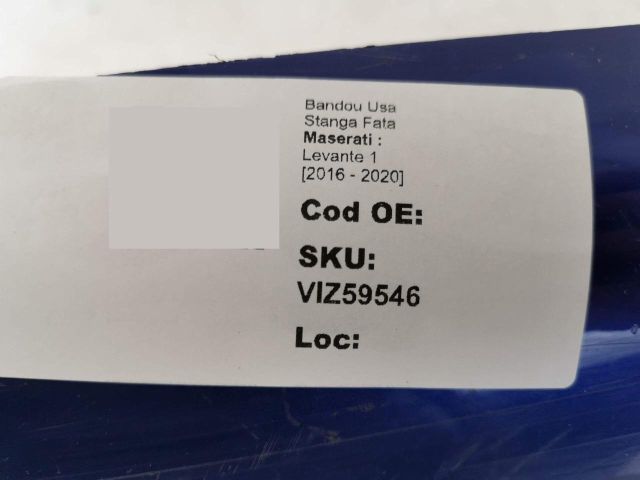 Bandou Usa
Stanga Fata
Maserati :
Levante 1
[2016 - 2020]
Cod OE:
SKU:
VIZ59546
Loc: